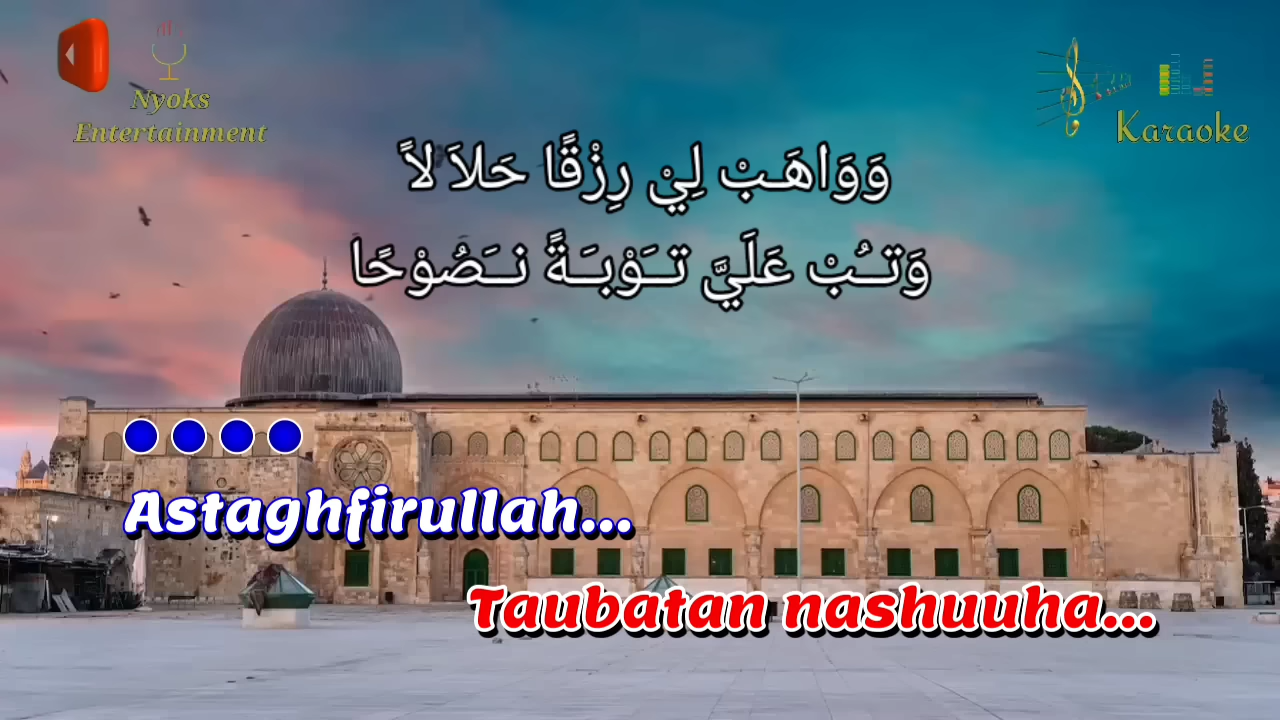 Nyoks
Entertainment
Karaoke
وَوَاهَبْ لِيْ رِزْقًا حَلاَلاً
وَتُبْ عَلَيَّ تَوْبَةً نَصُوْحًا
Astaghfirullah...
Taubatan nashuuha...